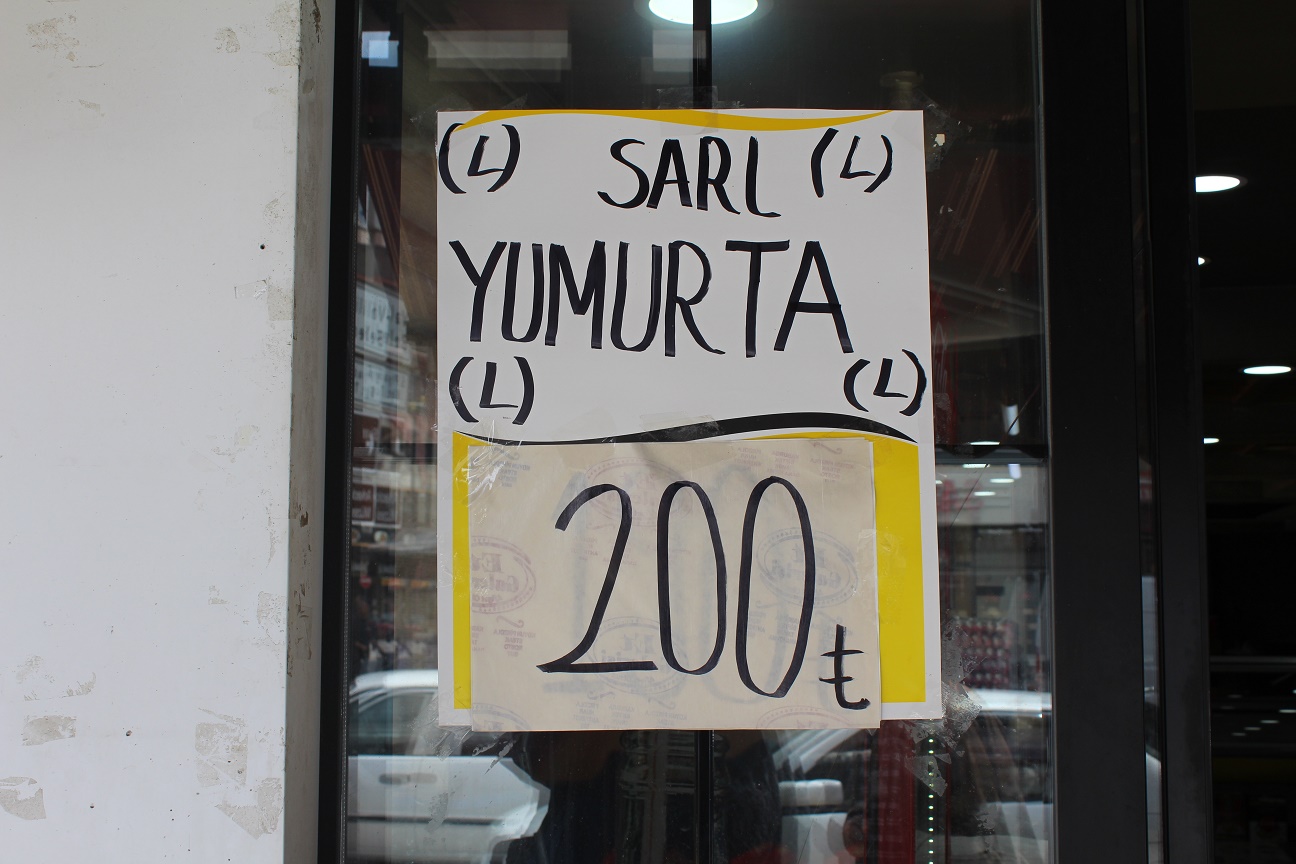 (L) SARI (L)
YUMURTA
(L) (L)
200 ₺